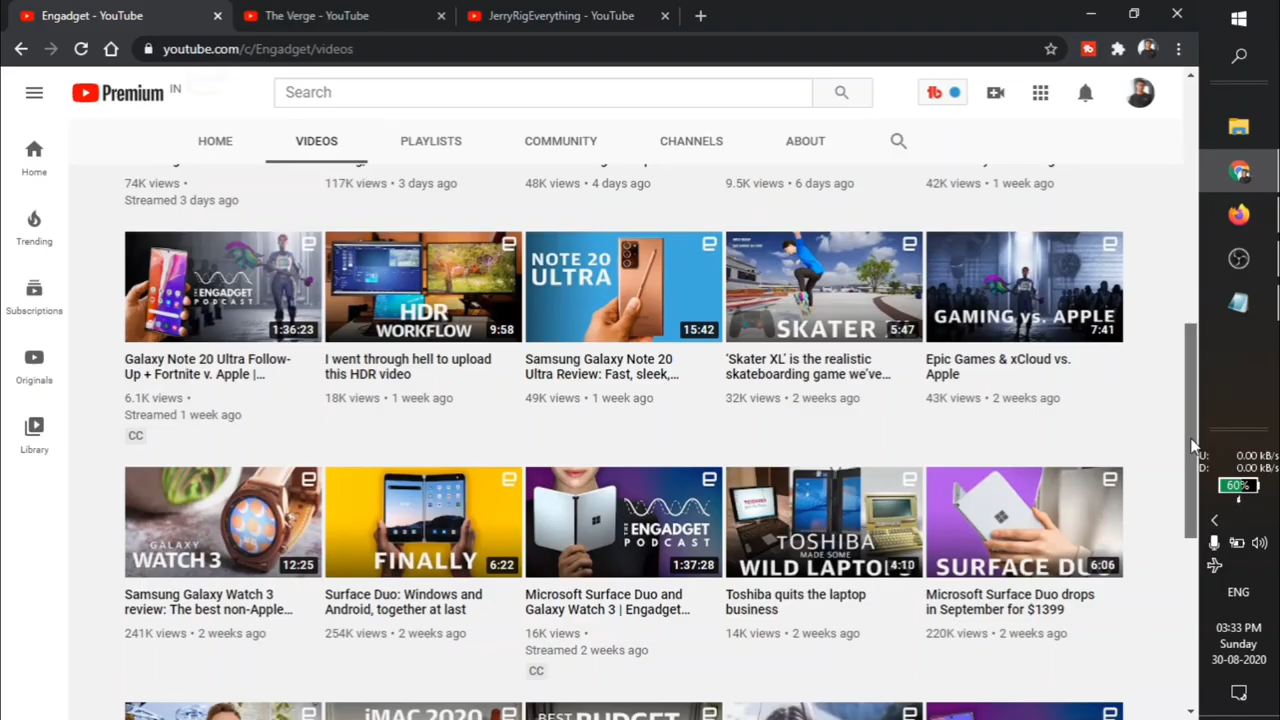 Engadget - YouTube
The Verge - YouTube
JerryRigEverything - YouTube
youtube.com/c/Engadget/videos
Premium IN
Search
HOME
VIDEOS
PLAYLISTS
COMMUNITY
CHANNELS
ABOUT
Home
Trending
Subscriptions
Originals
Library
74K views •
Streamed 3 days ago
117K views • 3 days ago
48K views • 4 days ago
9.5K views • 6 days ago
42K views • 1 week ago
THE ENGADGET
PODCAST
1:36:23
HDR
WORKFLOW
9:58
NOTE 20
ULTRA
15:42
SKATER
5:47
GAMING vs. APPLE
7:41
Galaxy Note 20 Ultra Follow-
Up + Fortnite v. Apple |...
6.1K views •
Streamed 1 week ago
CC
I went through hell to upload
this HDR video
18K views • 1 week ago
Samsung Galaxy Note 20
Ultra Review: Fast, sleek,...
49K views • 1 week ago
'Skater XL' is the realistic
skateboarding game we've...
32K views • 2 weeks ago
Epic Games & xCloud vs.
Apple
43K views • 2 weeks ago
GALAXY
WATCH 3
12:25
FINALLY
6:22
THE
ENGADGET
PODCAST
1:37:28
TOSHIBA
TOSHIBA
MADE SOME
WILD LAPTOPS
4:10
SURFACE DUO
6:06
Samsung Galaxy Watch 3
review: The best non-Apple...
241K views • 2 weeks ago
Surface Duo: Windows and
Android, together at last
254K views • 2 weeks ago
Microsoft Surface Duo and
Galaxy Watch 3 | Engadget...
16K views •
Streamed 2 weeks ago
CC
Toshiba quits the laptop
business
14K views • 2 weeks ago
Microsoft Surface Duo drops
in September for $1399
220K views • 2 weeks ago
iMAC 2020
BEST BUDGET
U: 0.00 kB/s
D: 0.00 kB/s
60%
ENG
03:33 PM
Sunday
30-08-2020